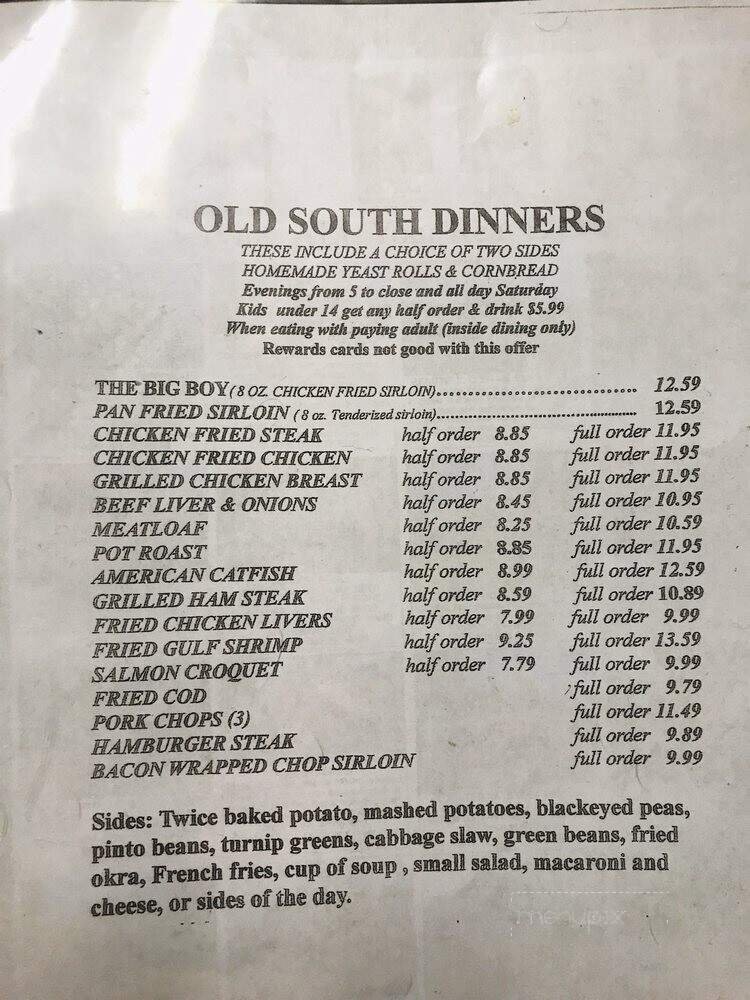 OLD SOUTH DINNERS
THESE INCLUDE A CHOICE OF TWO SIDES
HOMEMADE YEAST ROLLS & CORNBREAD
Evenings from 5 to close and all day Saturday
Kids under 14 get any half order & drink $5.99
When eating with paying adult (inside dining only)
Rewards cards not good with this offer
THE BIG BOY (8 OZ. CHICKEN FRIED SIRLOIN).............................. 12.59
PAN FRIED SIRLOIN (8 oz. Tenderized sirloin)........................................ 12.59
CHICKEN FRIED STEAK half order 8.85 full order 11.95
CHICKEN FRIED CHICKEN half order 8.85 full order 11.95
GRILLED CHICKEN BREAST half order 8.85 full order 11.95
BEEF LIVER & ONIONS half order 8.45 full order 10.95
MEATLOAF half order 8.25 full order 10.59
POT ROAST half order 8.85 full order 11.95
AMERICAN CATFISH half order 8.99 full order 12.59
GRILLED HAM STEAK half order 8.59 full order 10.89
FRIED CHICKEN LIVERS half order 7.99 full order 9.99
FRIED GULF SHRIMP half order 9.25 full order 13.59
SALMON CROQUET half order 7.79 full order 9.99
FRIED COD full order 9.79
PORK CHOPS (3) full order 11.49
HAMBURGER STEAK full order 9.89
BACON WRAPPED CHOP SIRLOIN full order 9.99
Sides: Twice baked potato, mashed potatoes, blackeyed peas,
pinto beans, turnip greens, cabbage slaw, green beans, fried
okra, French fries, cup of soup , small salad, macaroni and
cheese, or sides of the day.
menupix